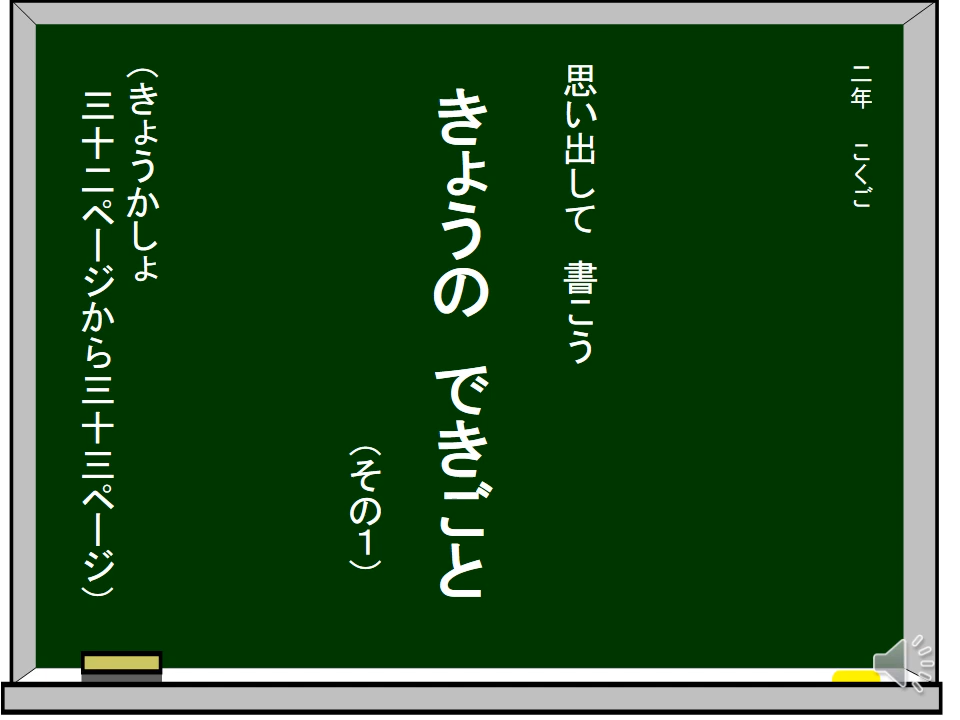 二年　こくご
思い出して　書こう
きょうの　できごと
（その１）
（きょうかしょ
三十二ページから三十三ページ）